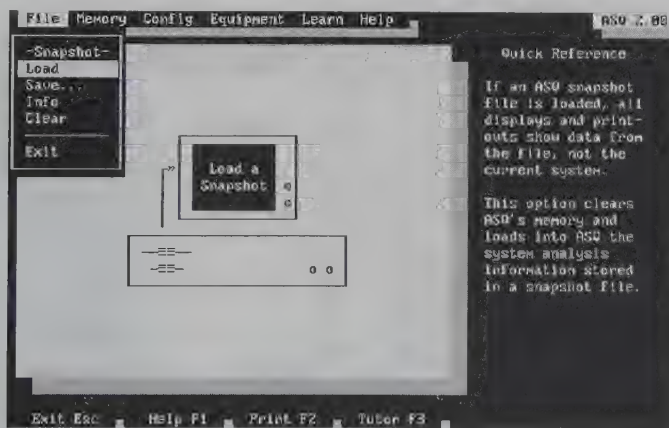 File Memory Config Equipment Learn Help
ASQ 2.00
-Snapshot-
Load
Save...
Info
Clear
Exit
Load a
Snapshot
Quick Reference
If an ASQ snapshot
file is loaded, all
displays and print-
outs show data from
the file, not the
current system.
This option clears
ASQ's memory and
loads into ASQ the
system analysis
information stored
in a snapshot file.
Exit Esc Help F1 Print F2 Tutor F3